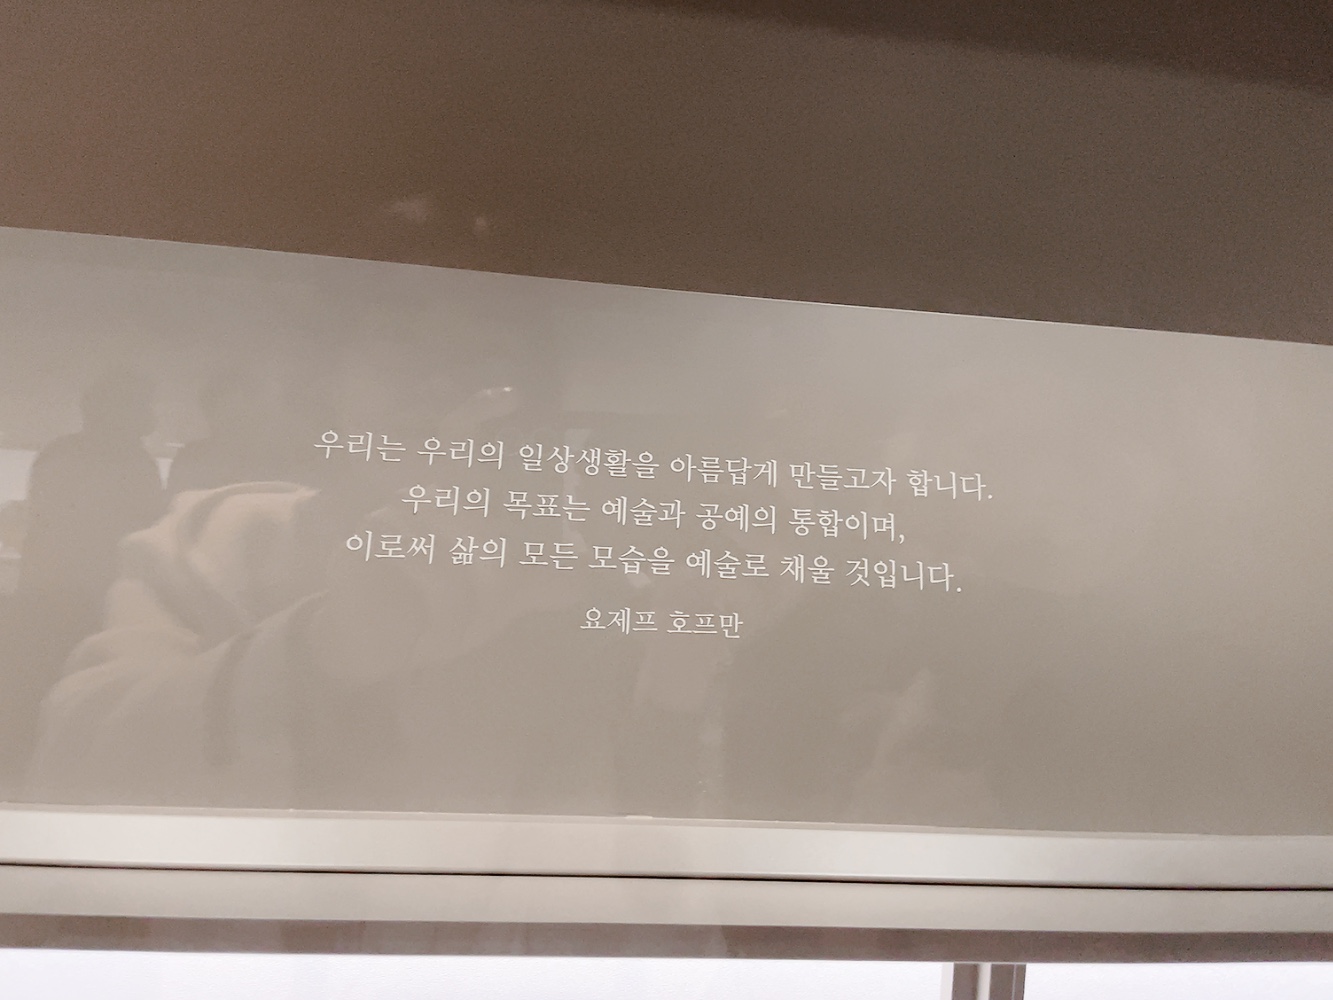 우리는 우리의 일상생활을 아름답게 만들고자 합니다.
우리의 목표는 예술과 공예의 통합이며,
이로써 삶의 모든 모습을 예술로 채울 것입니다.
요제프 호프만